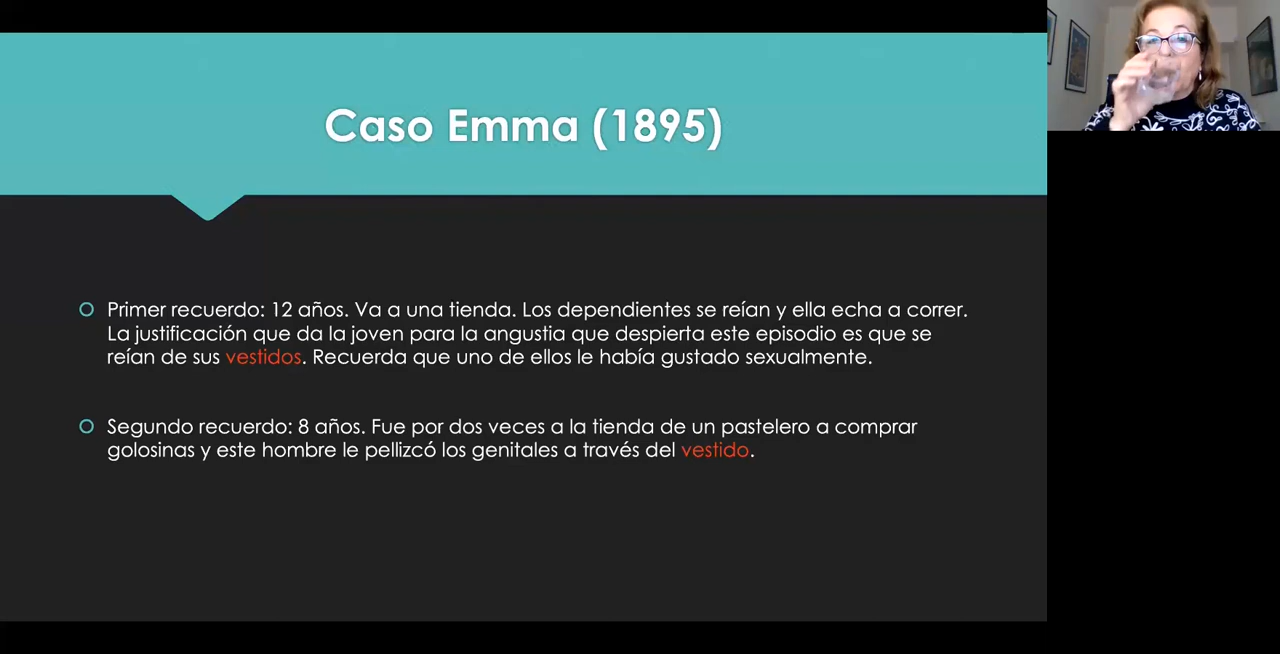 Caso Emma (1895)
Primer recuerdo: 12 años. Va a una tienda. Los dependientes se reían y ella echa a correr.
La justificación que da la joven para la angustia que despierta este episodio es que se
reían de sus vestidos. Recuerda que uno de ellos le había gustado sexualmente.
Segundo recuerdo: 8 años. Fue por dos veces a la tienda de un pastelero a comprar
golosinas y este hombre le pellizcó los genitales a través del vestido.